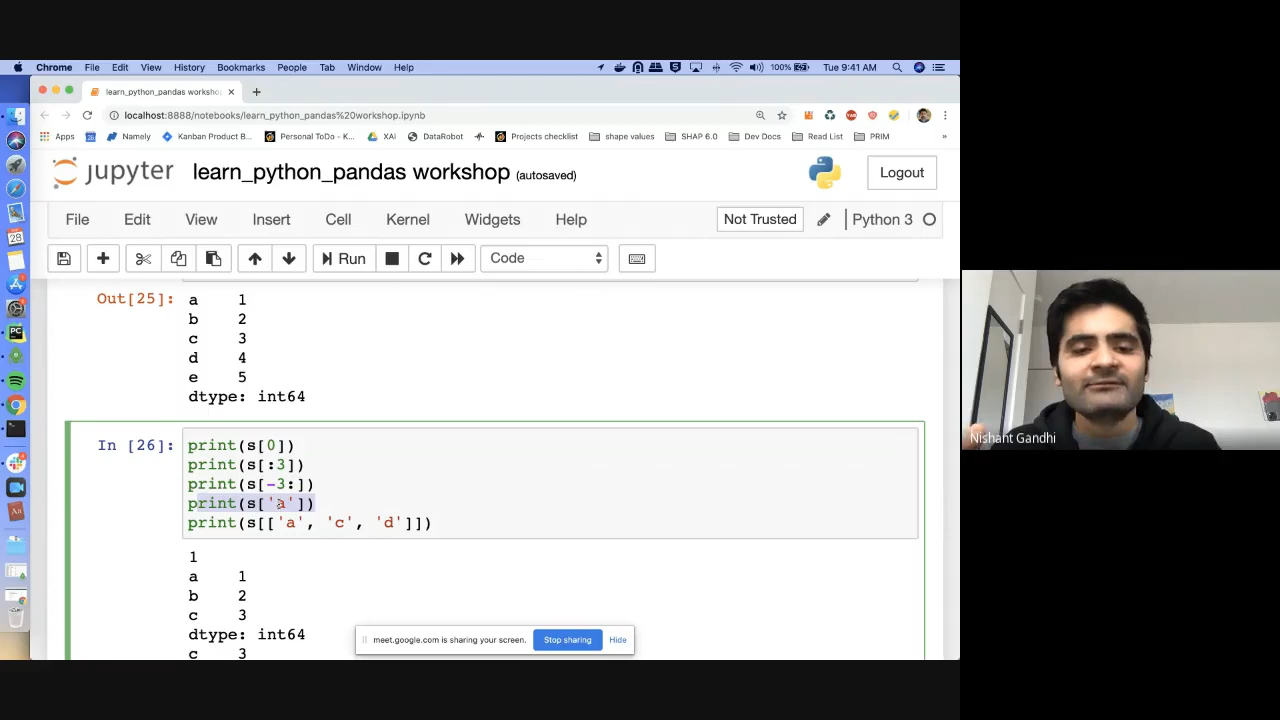 Chrome File Edit View History Bookmarks People Tab Window Help 100% Tue 9:41 AM
learn_python_pandas worksho
localhost:8888/notebooks/learn_python_pandas%20workshop.ipynb
Apps Namely Kanban Product B... Personal ToDo - K... XAi DataRobot Projects checklist shape values SHAP 6.0 Dev Docs Read List PRIM »
jupyter learn_python_pandas workshop (autosaved) Logout
File Edit View Insert Cell Kernel Widgets Help Not Trusted Python 3
Run Code
Out[25]: a 1
b 2
c 3
d 4
e 5
dtype: int64
In [26]: print(s[0])
print(s[:3])
print(s[-3:])
print(s['a'])
print(s[['a', 'c', 'd']])
1
a 1
b 2
c 3
dtype: int64
c 3
meet.google.com is sharing your screen. Stop sharing Hide
Nishant Gandhi